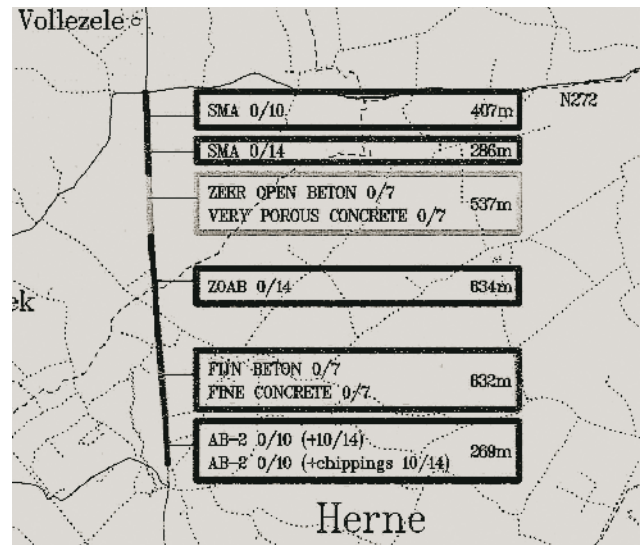 Vollezele
N272
SMA 0/10 407m
SMA 0/14 286m
ZEER OPEN BETON 0/7
VERY POROUS CONCRETE 0/7
537m
ZOAB 0/14 834m
ek
FIJN BETON 0/7
FINE CONCRETE 0/7
832m
AB-2 0/10 (+10/14)
AB-2 0/10 (+chippings 10/14)
269m
Herne